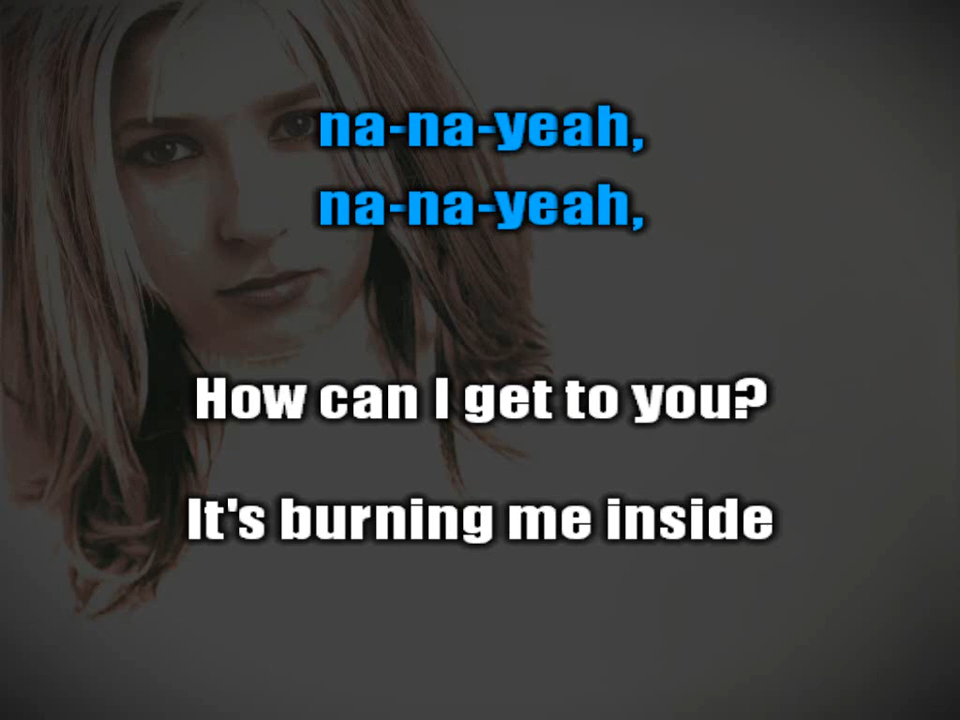 na-na-yeah,
na-na-yeah,
How can I get to you?
It's burning me inside